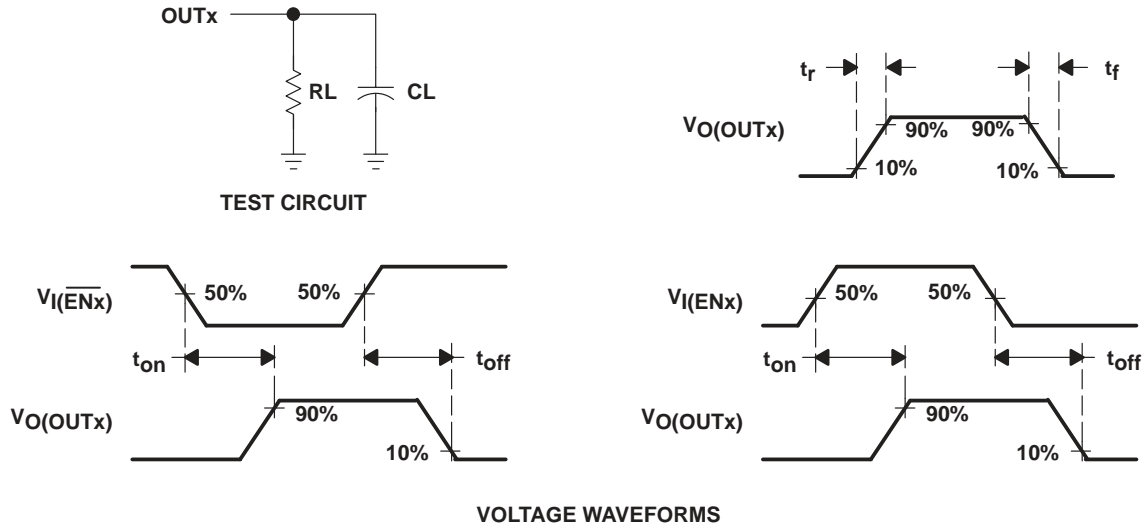 OUTx
RL
CL
TEST CIRCUIT
tr
tf
VO(OUTx)
90%
90%
10%
10%
VI(E̅N̅x̅)
50%
50%
ton
toff
VO(OUTx)
90%
10%
VI(ENx)
50%
50%
ton
toff
VO(OUTx)
90%
10%
VOLTAGE WAVEFORMS